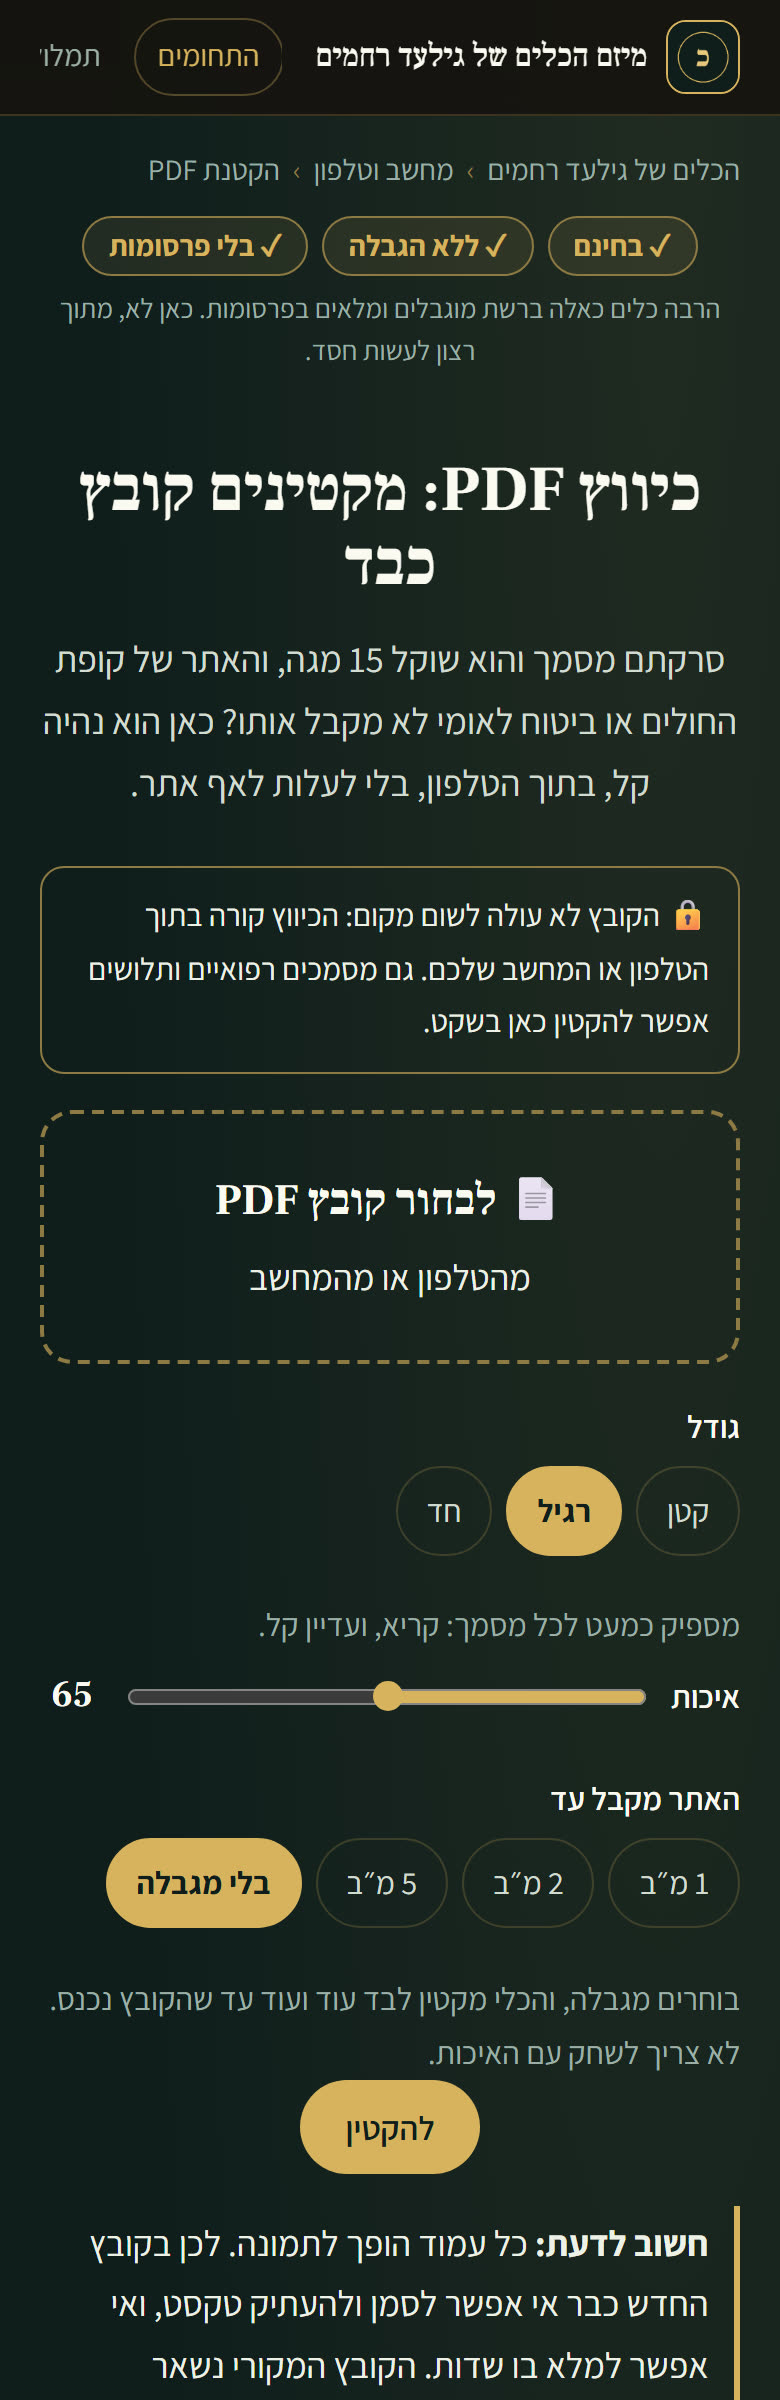 כ
מיזם הכלים של גילעד רחמים
התחומים
תמלו
הכלים של גילעד רחמים › מחשב וטלפון › הקטנת PDF
✓ בחינם
✓ ללא הגבלה
✓ בלי פרסומות
הרבה כלים כאלה ברשת מוגבלים ומלאים בפרסומות. כאן לא, מתוך
רצון לעשות חסד.
כיווץ PDF: מקטינים קובץ
כבד
סרקתם מסמך והוא שוקל 15 מגה, והאתר של קופת
החולים או ביטוח לאומי לא מקבל אותו? כאן הוא נהיה
קל, בתוך הטלפון, בלי לעלות לאף אתר.
🔒 הקובץ לא עולה לשום מקום: הכיווץ קורה בתוך
הטלפון או המחשב שלכם. גם מסמכים רפואיים ותלושים
אפשר להקטין כאן בשקט.
📄 לבחור קובץ PDF
מהטלפון או מהמחשב
גודל
קטן
רגיל
חד
מספיק כמעט לכל מסמך: קריא, ועדיין קל.
איכות
65
האתר מקבל עד
1 מ״ב
2 מ״ב
5 מ״ב
בלי מגבלה
בוחרים מגבלה, והכלי מקטין לבד עוד ועוד עד שהקובץ נכנס.
לא צריך לשחק עם האיכות.
להקטין
חשוב לדעת: כל עמוד הופך לתמונה. לכן בקובץ
החדש כבר אי אפשר לסמן ולהעתיק טקסט, ואי
אפשר למלא בו שדות. הקובץ המקורי נשאר